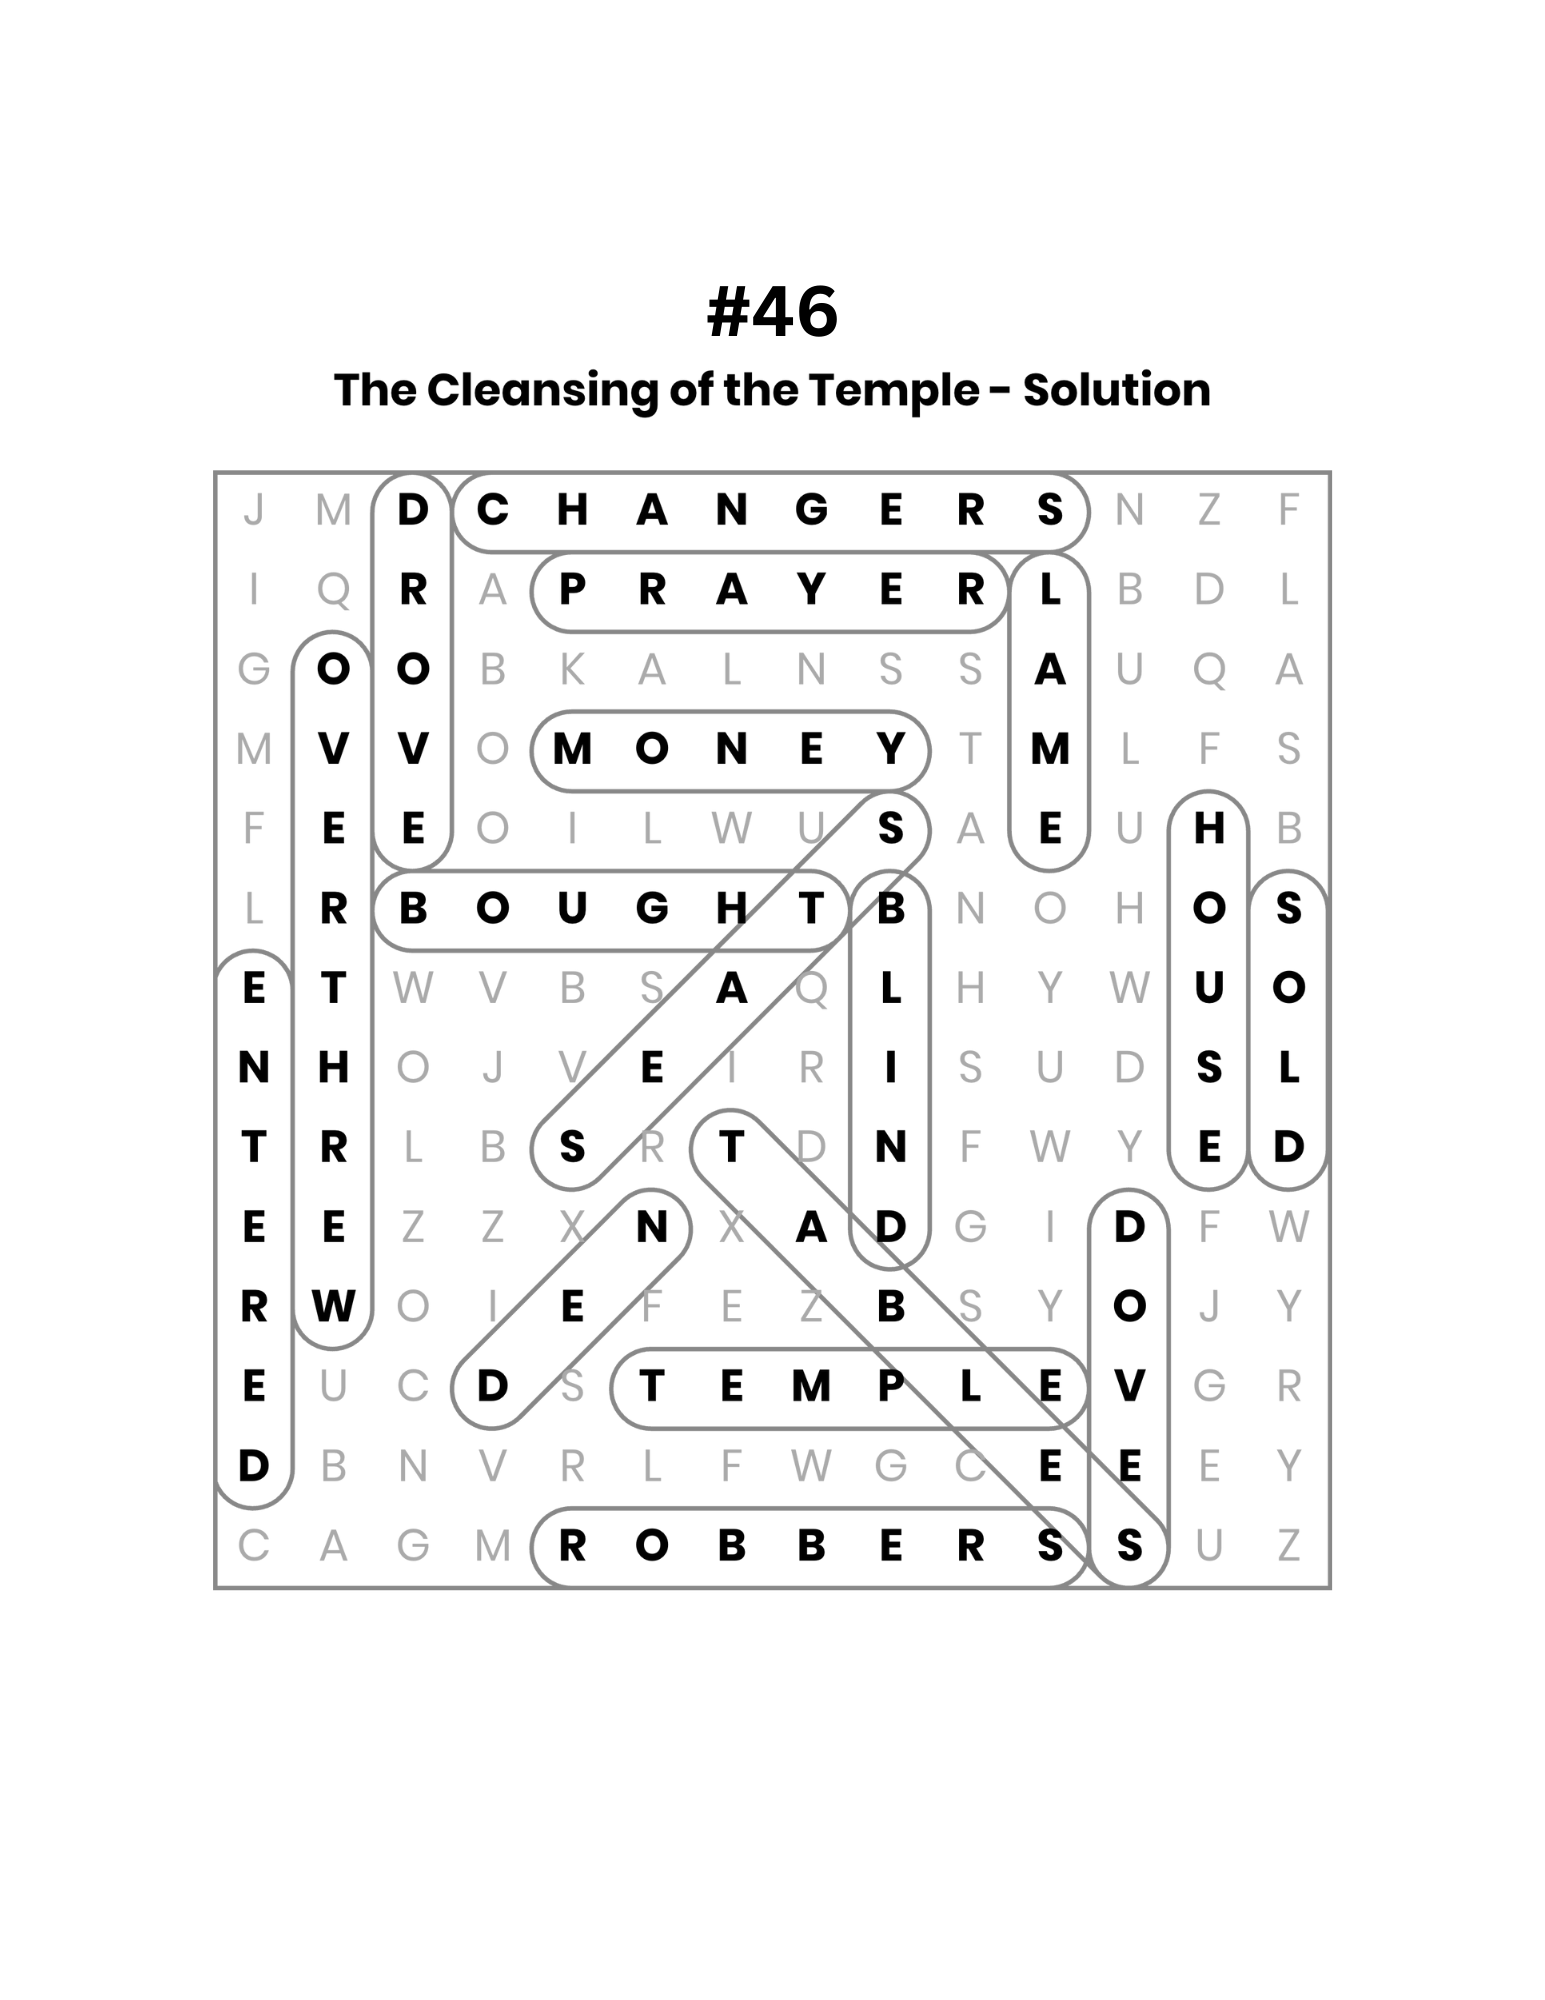 #46
The Cleansing of the Temple - Solution
J M D C H A N G E R S N Z F
I Q R A P R A Y E R L B D L
G O O B K A L N S S A U Q A
M V V O M O N E Y T M L F S
F E E O I L W U S A E U H B
L R B O U G H T B N O H O S
E T W V B S A Q L H Y W U O
N H O J V E I R I S U D S L
T R L B S R T D N F W Y E D
E E Z Z X N X A D G I D F W
R W O I E F E Z B S Y O J Y
E U C D S T E M P L E V G R
D B N V R L F W G C E E E Y
C A G M R O B B E R S S U Z